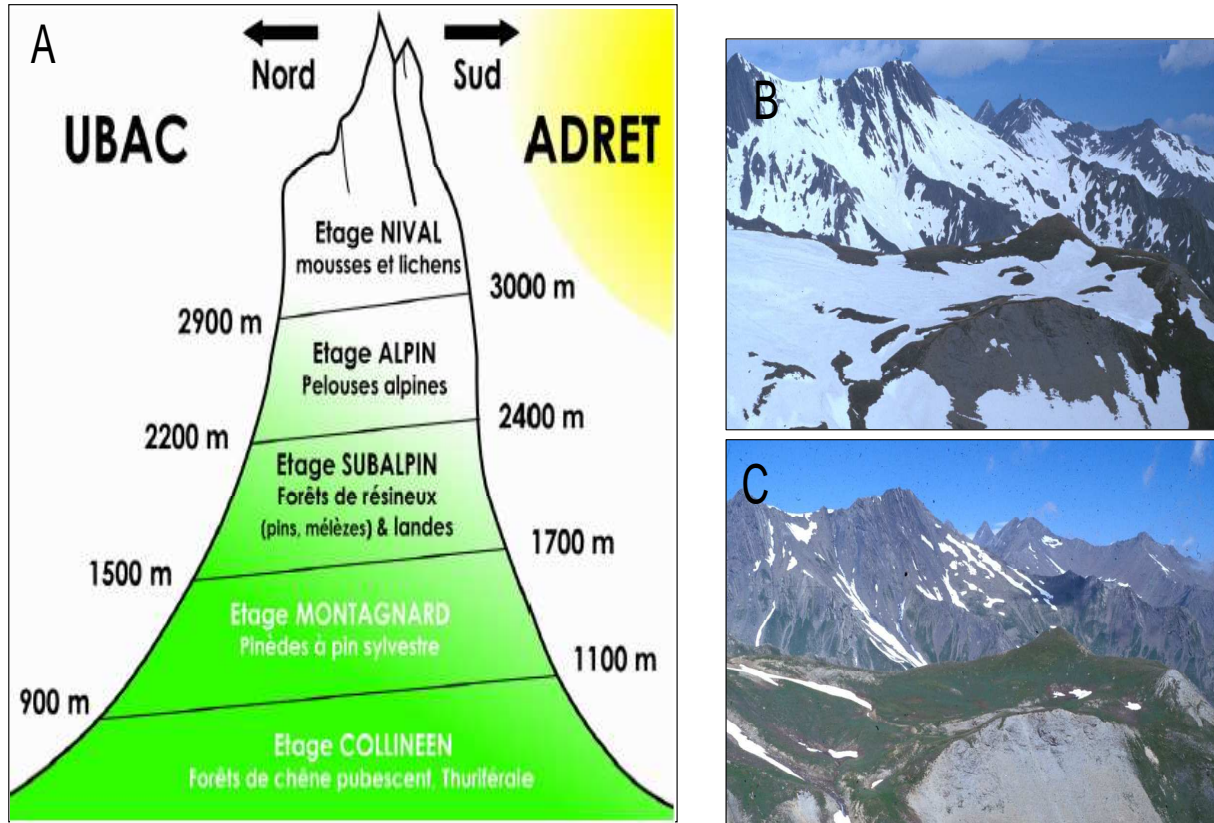 A
Nord
Sud
UBAC
ADRET
Etage NIVAL
mousses et lichens
3000 m
2900 m
Etage ALPIN
Pelouses alpines
2400 m
2200 m
Etage SUBALPIN
Forêts de résineux
(pins, mélèzes) & landes
1700 m
1500 m
Etage MONTAGNARD
Pinèdes à pin sylvestre
1100 m
900 m
Etage COLLINEEN
Forêts de chêne pubescent, Thuriféraie
B
C